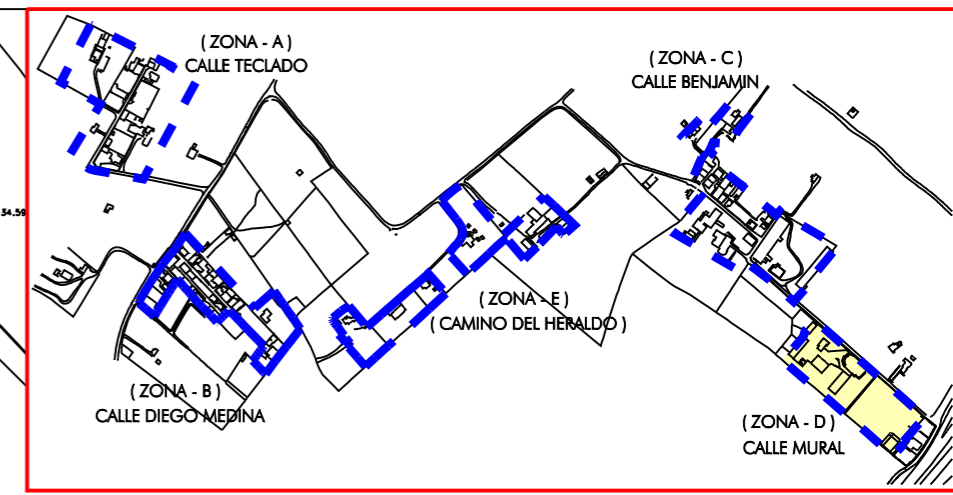 ( ZONA - A )
CALLE TECLADO
( ZONA - C )
CALLE BENJAMIN
34.59
( ZONA - E )
( CAMINO DEL HERALDO )
( ZONA - B )
CALLE DIEGO MEDINA
( ZONA - D )
CALLE MURAL